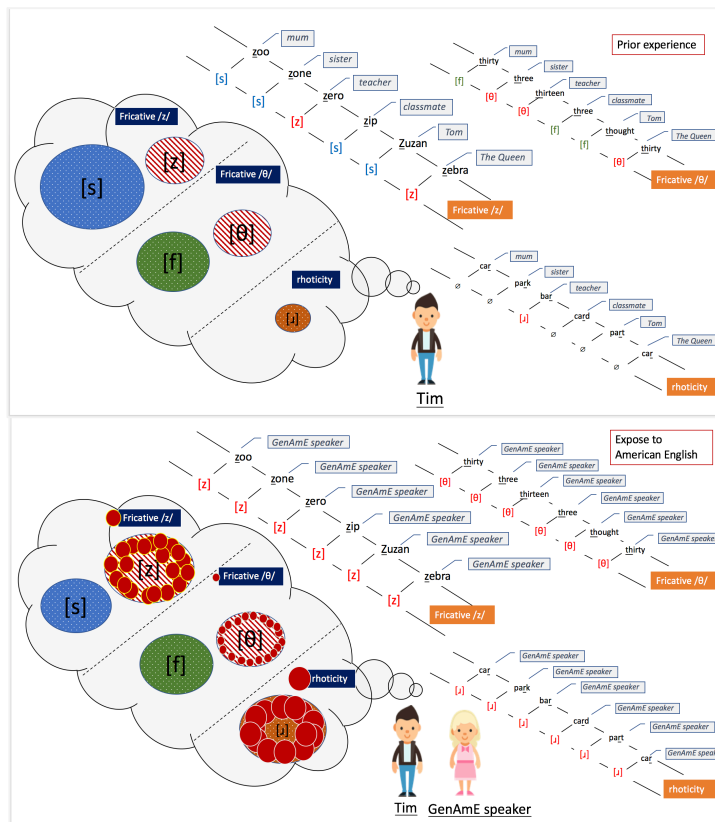 Prior experience
zoo
mum
[s]
zone
sister
[s]
zero
teacher
[z]
zip
classmate
[s]
Zuzan
Tom
[s]
zebra
The Queen
[z]
Fricative /z/
thirty
mum
[f]
three
sister
[θ]
thirteen
teacher
[θ]
three
classmate
[f]
thought
Tom
[f]
thirty
The Queen
[θ]
Fricative /θ/
Fricative /z/
[s]
[z]
Fricative /θ/
[f]
[θ]
rhoticity
[ɹ]
car
mum
∅
park
sister
∅
bar
teacher
[ɹ]
card
classmate
∅
part
Tom
∅
car
The Queen
∅
rhoticity
Tim
Expose to
American English
zoo
GenAmE speaker
[z]
zone
GenAmE speaker
[z]
zero
GenAmE speaker
[z]
zip
GenAmE speaker
[z]
Zuzan
GenAmE speaker
[z]
zebra
GenAmE speaker
[z]
Fricative /z/
thirty
GenAmE speaker
[θ]
three
GenAmE speaker
[θ]
thirteen
GenAmE speaker
[θ]
three
GenAmE speaker
[θ]
thought
GenAmE speaker
[θ]
thirty
GenAmE speaker
[θ]
Fricative /θ/
Fricative /z/
[z]
[s]
Fricative /θ/
[θ]
[f]
rhoticity
[ɹ]
car
GenAmE speaker
[ɹ]
park
GenAmE speaker
[ɹ]
bar
GenAmE speaker
[ɹ]
card
GenAmE speaker
[ɹ]
part
GenAmE speaker
[ɹ]
car
GenAmE speake
[ɹ]
rhoticity
Tim
GenAmE speaker